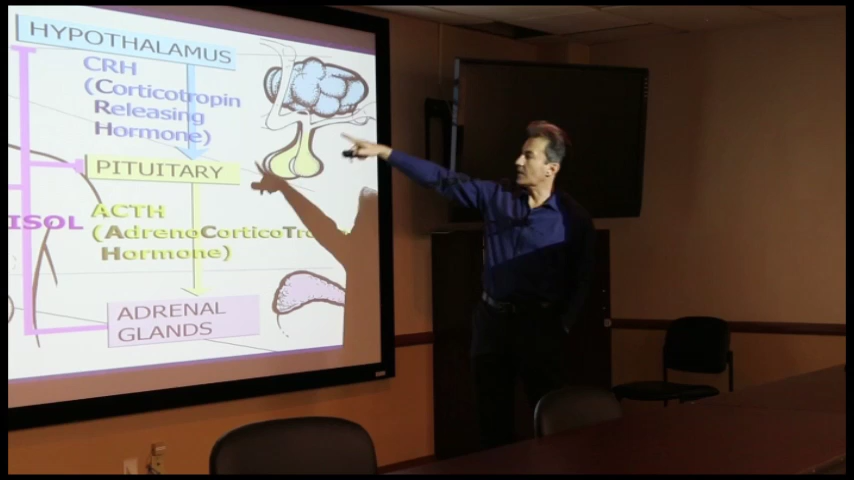 HYPOTHALAMUS
CRH
(Corticotropin
Releasing
Hormone)
PITUITARY
ISOL
ACTH
(AdrenoCorticoTro
Hormone)
ADRENAL
GLANDS